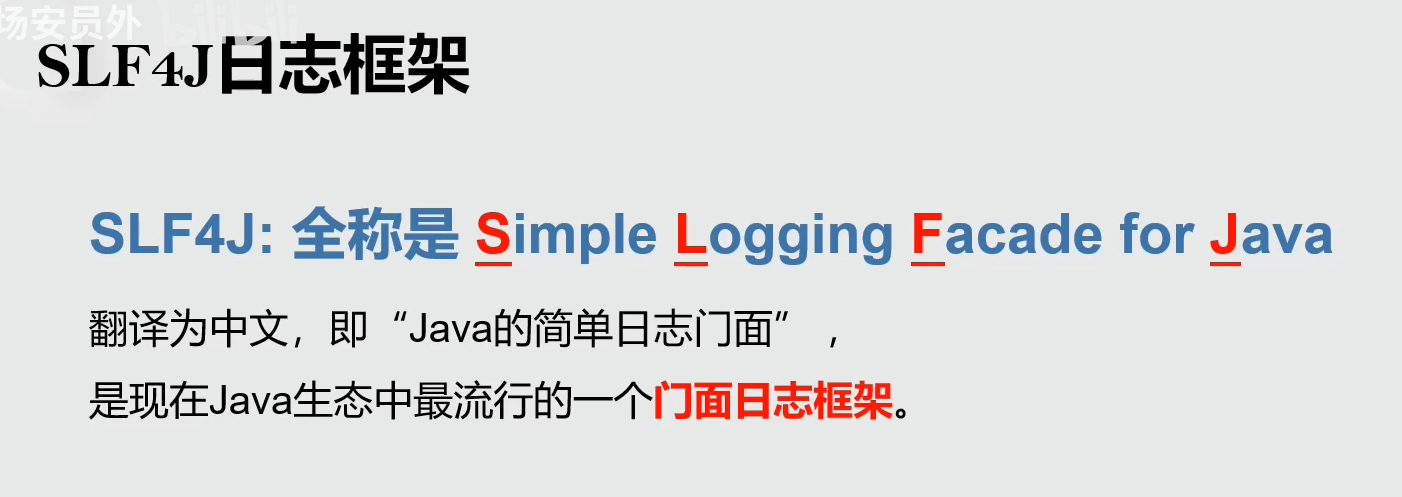 场安员外 bilibili
SLF4J日志框架
SLF4J: 全称是 Simple Logging Facade for Java
翻译为中文，即“Java的简单日志门面”，
是现在Java生态中最流行的一个门面日志框架。